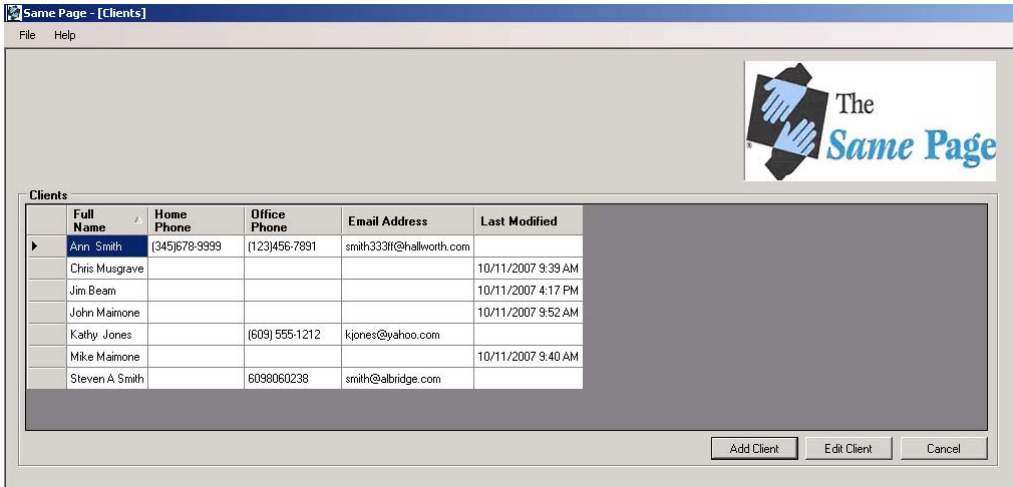 Same Page - [Clients]
File Help
The
Same Page
®
Clients
Full Name Home Phone Office Phone Email Address Last Modified
Ann Smith (345)678-9999 (123)456-7891 smith333ff@hallworth.com
Chris Musgrave 10/11/2007 9:39 AM
Jim Beam 10/11/2007 4:17 PM
John Maimone 10/11/2007 9:52 AM
Kathy Jones (609) 555-1212 kjones@yahoo.com
Mike Maimone 10/11/2007 9:40 AM
Steven A Smith 6098060238 smith@albridge.com
Add Client Edit Client Cancel